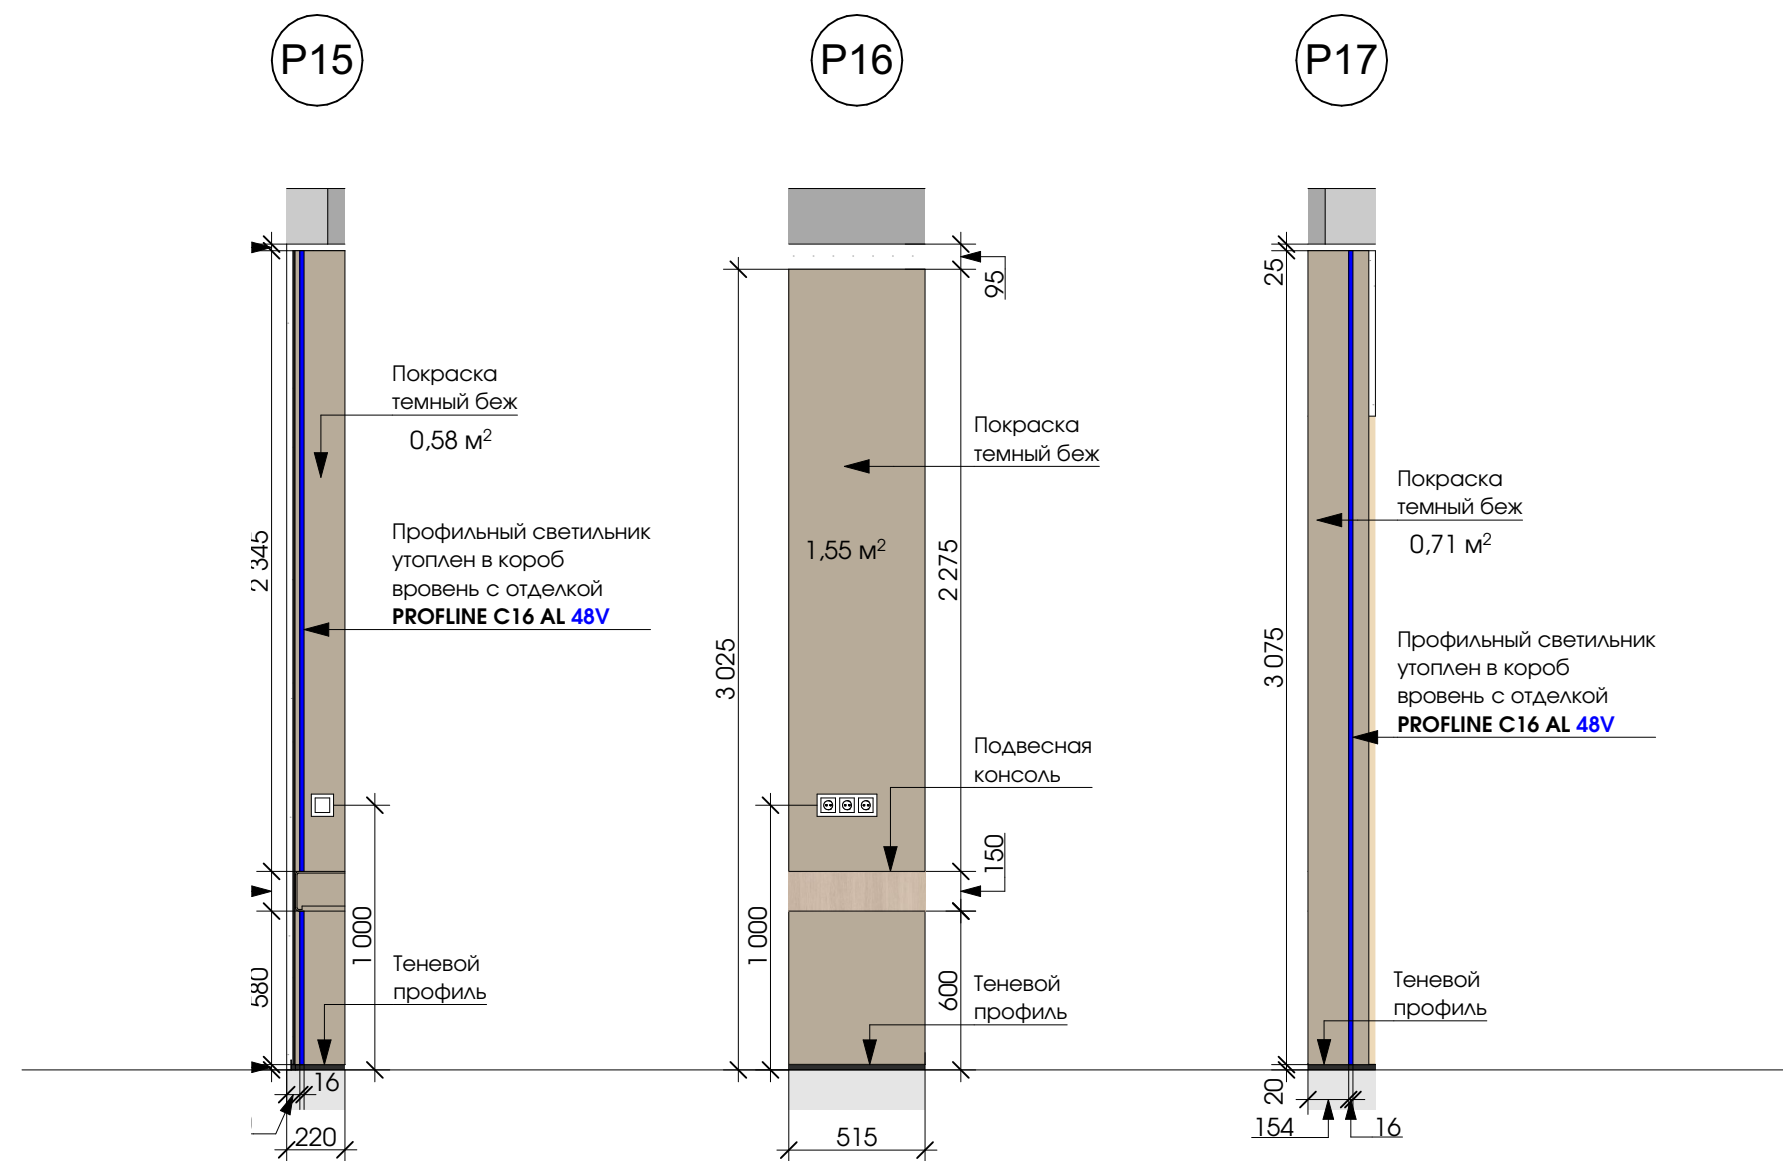 P15
P16
P17
2 345
580
Покраска
темный беж
0,58 м²
Профильный светильник
утоплен в короб
вровень с отделкой
PROFLINE C16 AL 48V
1 000
Теневой
профиль
16
220
95
3 025
Покраска
темный беж
1,55 м²
2 275
Подвесная
консоль
150
1 000
600
Теневой
профиль
515
25
3 075
Покраска
темный беж
0,71 м²
Профильный светильник
утоплен в короб
вровень с отделкой
PROFLINE C16 AL 48V
Теневой
профиль
20
154
16